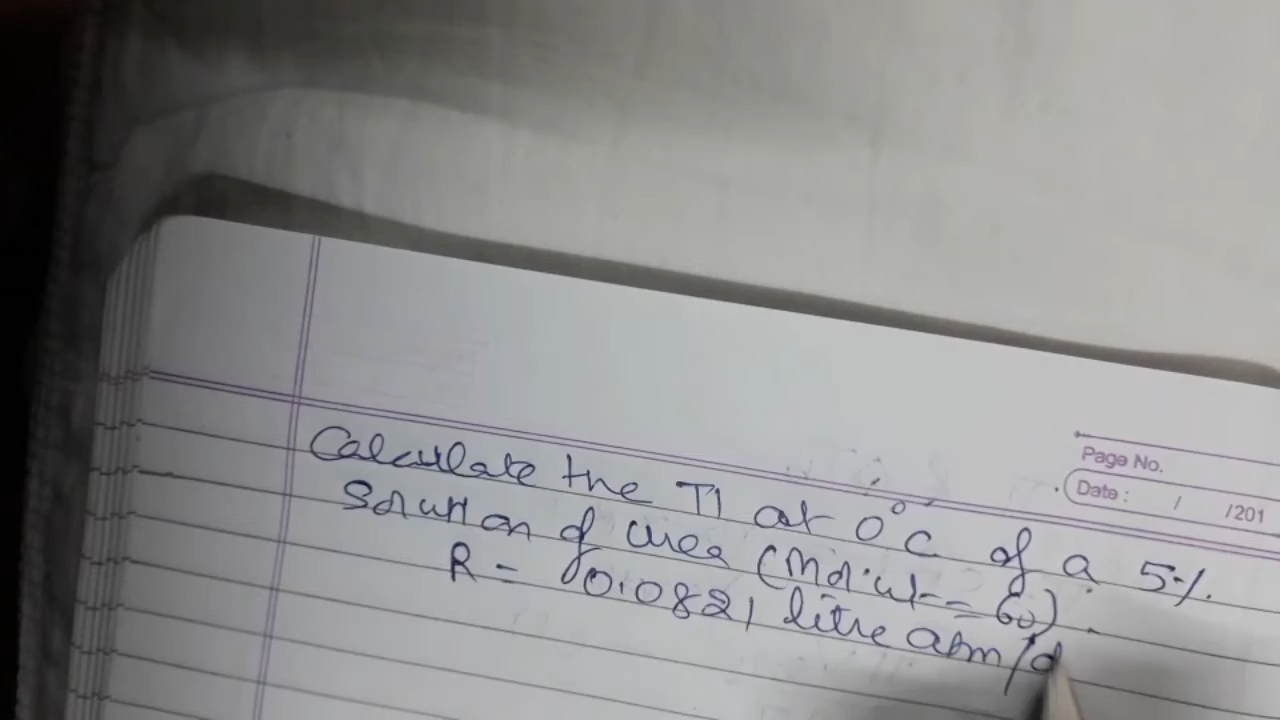 Page No.
Date : / /201
Calculate the π at 0°C of a 5%.
Solution of urea (Mol. wt = 60).
R = 0.0821 litre atm/d